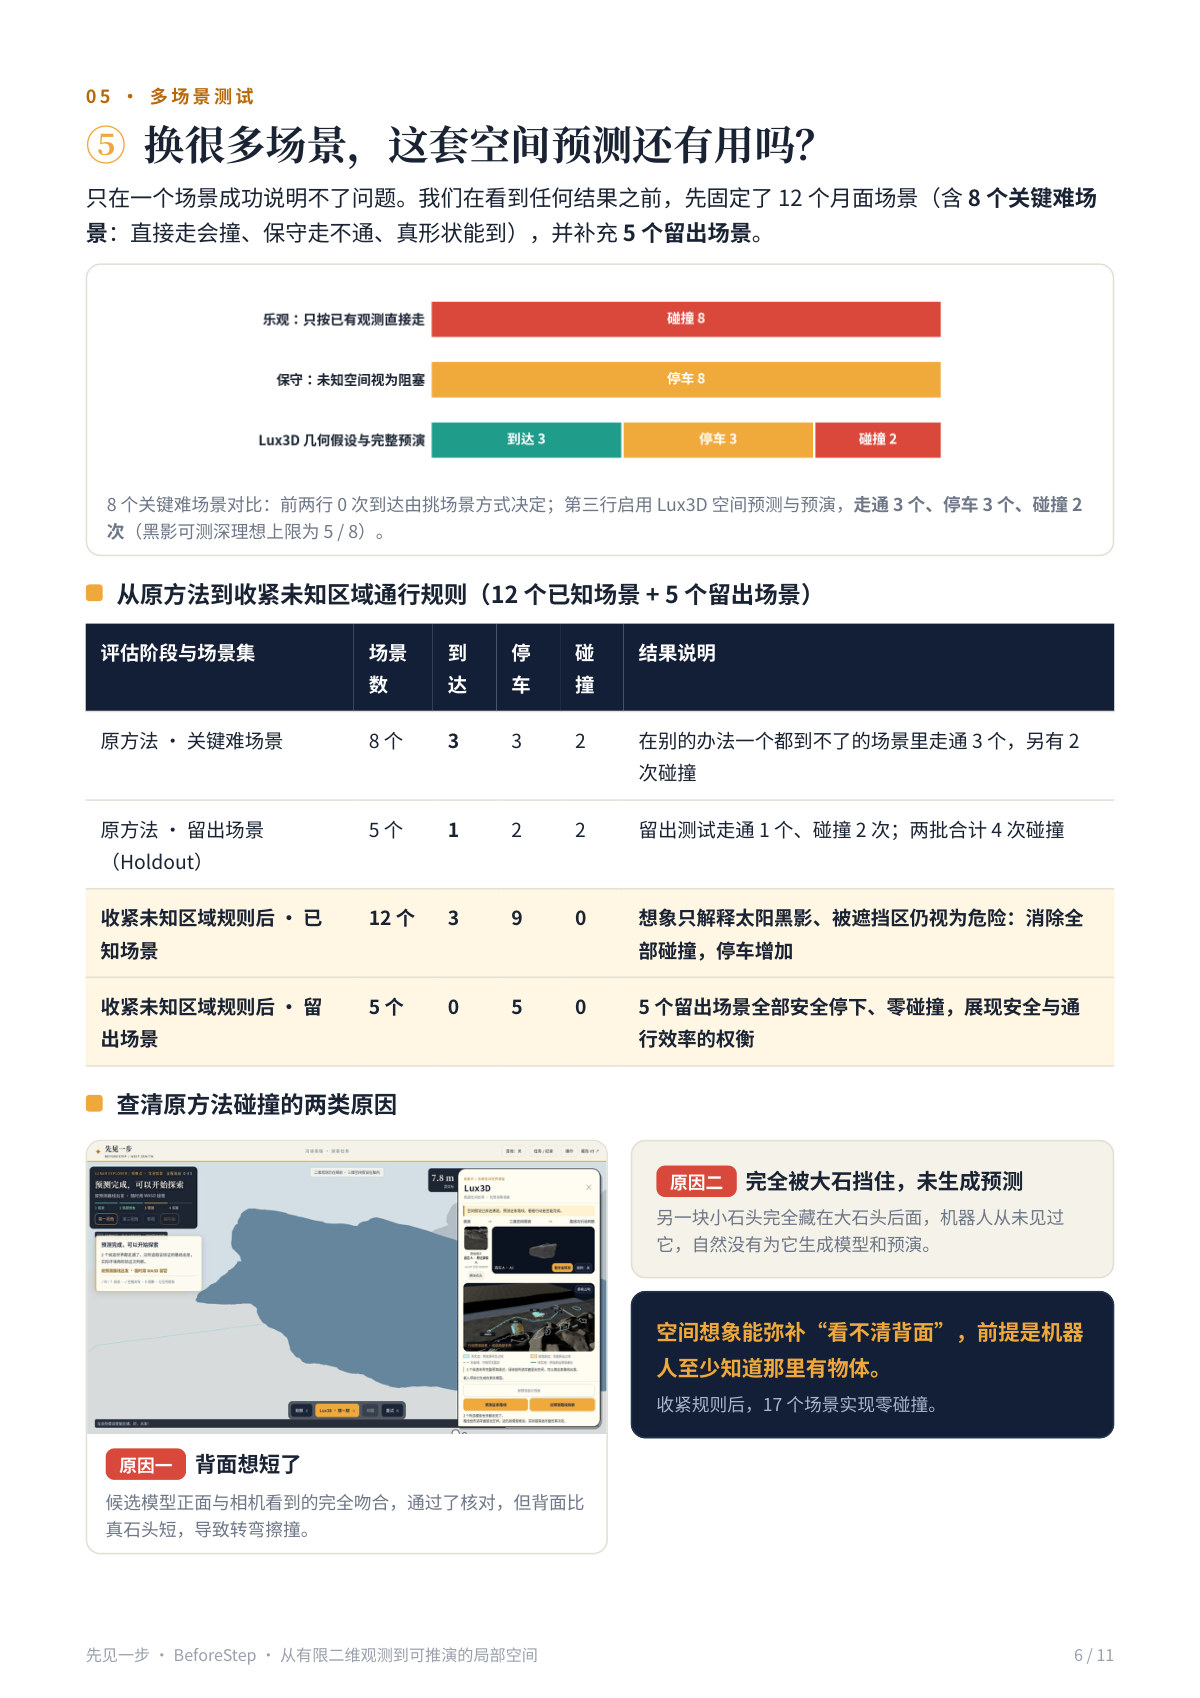 05 · 多场景测试
⑤ 换很多场景，这套空间预测还有用吗？
只在一个场景成功说明不了问题。我们在看到任何结果之前，先固定了 12 个月面场景（含 8 个关键难场
景：直接走会撞、保守走不通、真形状能到），并补充 5 个留出场景。
乐观：只按已有观测直接走 碰撞 8
保守：未知空间视为阻塞 停车 8
Lux3D 几何假设与完整预演 到达 3 停车 3 碰撞 2
8 个关键难场景对比：前两行 0 次到达由挑场景方式决定；第三行启用 Lux3D 空间预测与预演，走通 3 个、停车 3 个、碰撞 2
次（黑影可测深理想上限为 5 / 8）。
从原方法到收紧未知区域通行规则（12 个已知场景 + 5 个留出场景）
评估阶段与场景集 场景 到 停 碰 结果说明
数 达 车 撞
原方法 · 关键难场景 8 个 3 3 2 在别的办法一个都到不了的场景里走通 3 个，另有 2
次碰撞
原方法 · 留出场景 5 个 1 2 2 留出测试走通 1 个、碰撞 2 次；两批合计 4 次碰撞
（Holdout）
收紧未知区域规则后 · 已 12 个 3 9 0 想象只解释太阳黑影、被遮挡区仍视为危险：消除全
知场景 部碰撞，停车增加
收紧未知区域规则后 · 留 5 个 0 5 0 5 个留出场景全部安全停下、零碰撞，展现安全与通
出场景 行效率的权衡
查清原方法碰撞的两类原因
先见一步
预测完成，可以开始探索
预测完成，可以开始探索
7.8 m
Lux3D
原因一 背面想短了
候选模型正面与相机看到的完全吻合，通过了核对，但背面比
真石头短，导致转弯擦撞。
原因二 完全被大石挡住，未生成预测
另一块小石头完全藏在大石头后面，机器人从未见过
它，自然没有为它生成模型和预演。
空间想象能弥补“看不清背面”，前提是机器
人至少知道那里有物体。
收紧规则后，17 个场景实现零碰撞。
先见一步 · BeforeStep · 从有限二维观测到可推演的局部空间
6 / 11